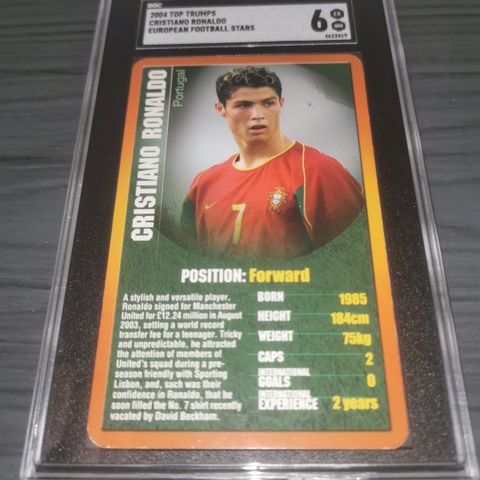 SGC
2004 TOP TRUMPS
CRISTIANO RONALDO
EUROPEAN FOOTBALL STARS
6
EX
NM
4622419
CRISTIANO RONALDO
Portugal
7
POSITION: Forward
A stylish and versatile player,
Ronaldo signed for Manchester
United for £12.24 million in August
2003, setting a world record
transfer fee for a teenager. Tricky
and unpredictable, he attracted
the attention of members of
United's squad during a pre-
season friendly with Sporting
Lisbon, and, such was their
confidence in Ronaldo, that he
soon filled the No. 7 shirt recently
vacated by David Beckham.
BORN 1985
HEIGHT 184cm
WEIGHT 75kg
CAPS 2
INTERNATIONAL
GOALS 0
INTERNATIONAL
EXPERIENCE 2 years